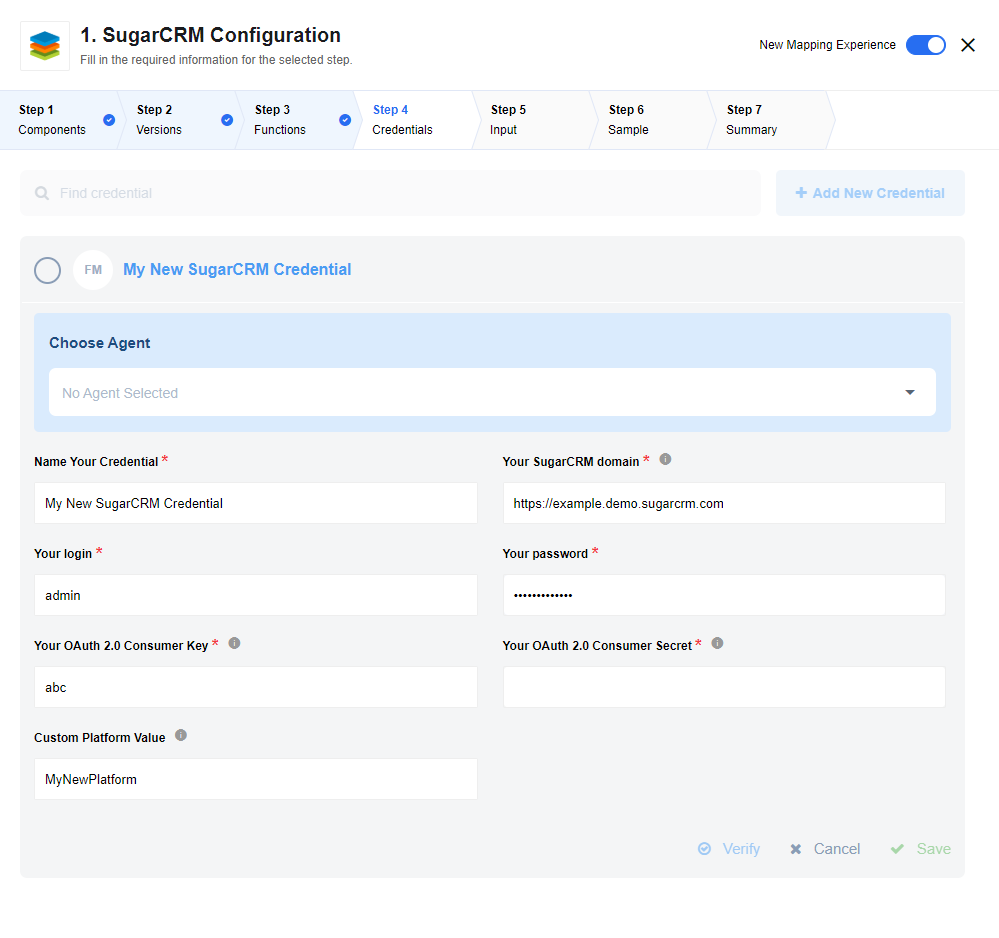 1. SugarCRM Configuration
Fill in the required information for the selected step.
New Mapping Experience
Step 1
Components
Step 2
Versions
Step 3
Functions
Step 4
Credentials
Step 5
Input
Step 6
Sample
Step 7
Summary
Find credential
Add New Credential
FM My New SugarCRM Credential
Choose Agent
No Agent Selected
Name Your Credential *
My New SugarCRM Credential
Your SugarCRM domain *
https://example.demo.sugarcrm.com
Your login *
admin
Your password *
•••••••••••••
Your OAuth 2.0 Consumer Key *
abc
Your OAuth 2.0 Consumer Secret *
Custom Platform Value
MyNewPlatform
Verify Cancel Save